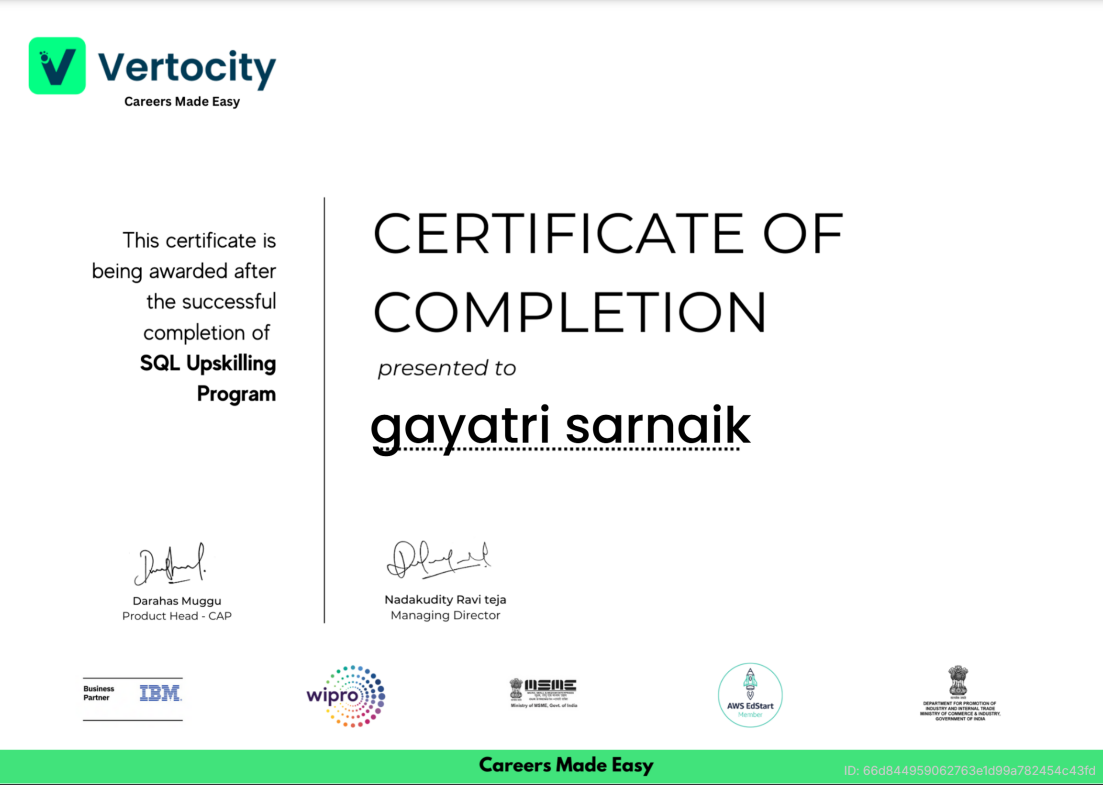 Vertocity
Careers Made Easy
This certificate is
being awarded after
the successful
completion of
SQL Upskilling
Program
CERTIFICATE OF
COMPLETION
presented to
gayatri sarnaik
Darahas Muggu
Product Head - CAP
Nadakudity Ravi teja
Managing Director
Business
Partner
IBM
wipro
MSME
Ministry of MSME, Govt. of India
AWS EdStart
Member
DEPARTMENT FOR PROMOTION OF
INDUSTRY AND INTERNAL TRADE
MINISTRY OF COMMERCE & INDUSTRY,
GOVERNMENT OF INDIA
Careers Made Easy
ID: 66d844959062763e1d99a782454c43fd